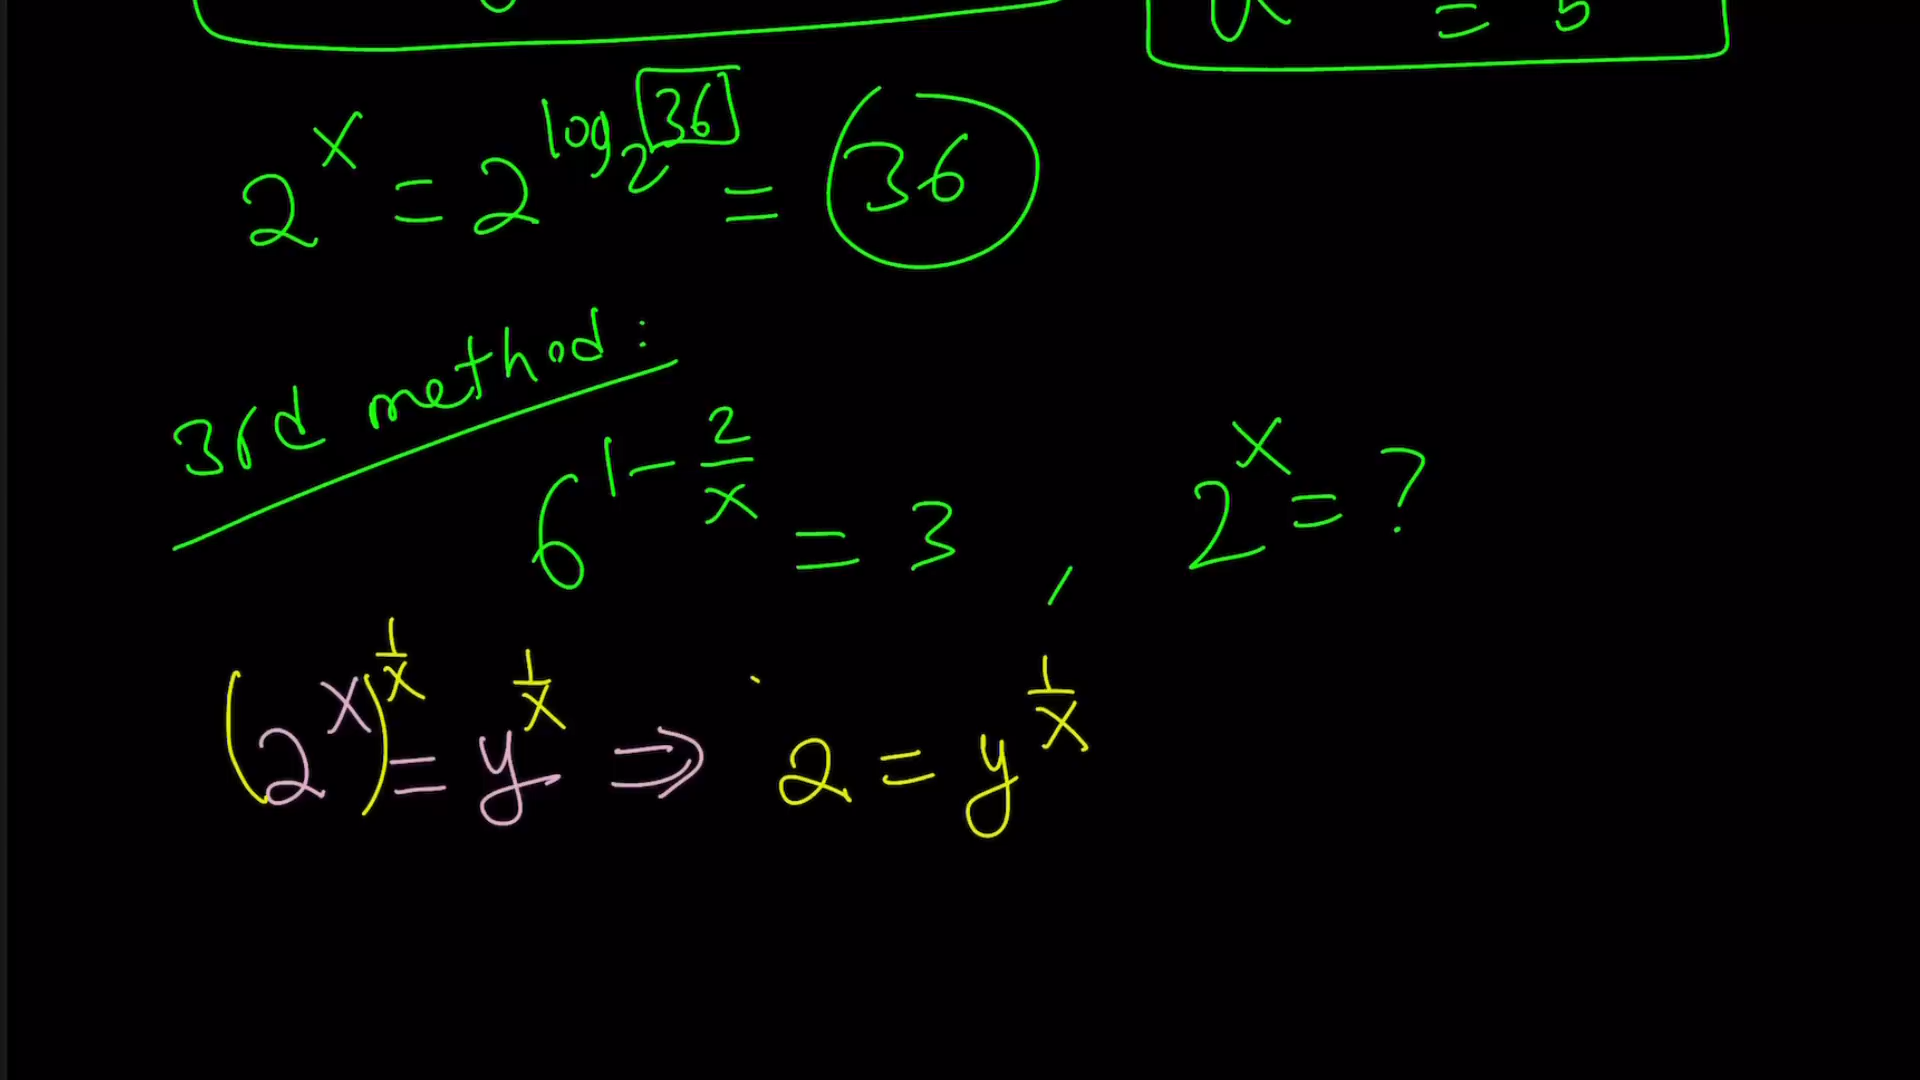 = 5
2^x = 2^(log_2 36) = 36
3rd method:
6^(1 - 2/x) = 3 , 2^x = ?
(2^x)^(1/x) = y^(1/x) ⇒ 2 = y^(1/x)